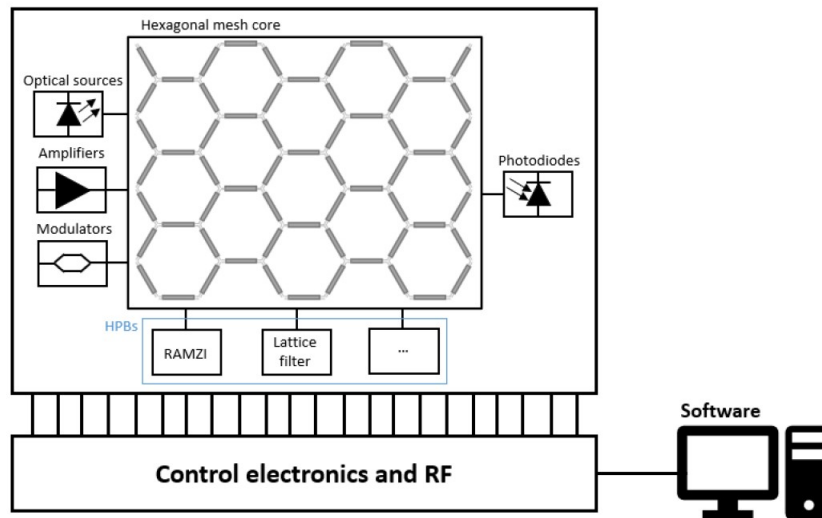 Hexagonal mesh core
Optical sources
Amplifiers
Photodiodes
Modulators
HPBs
RAMZI
Lattice
filter
...
Software
Control electronics and RF